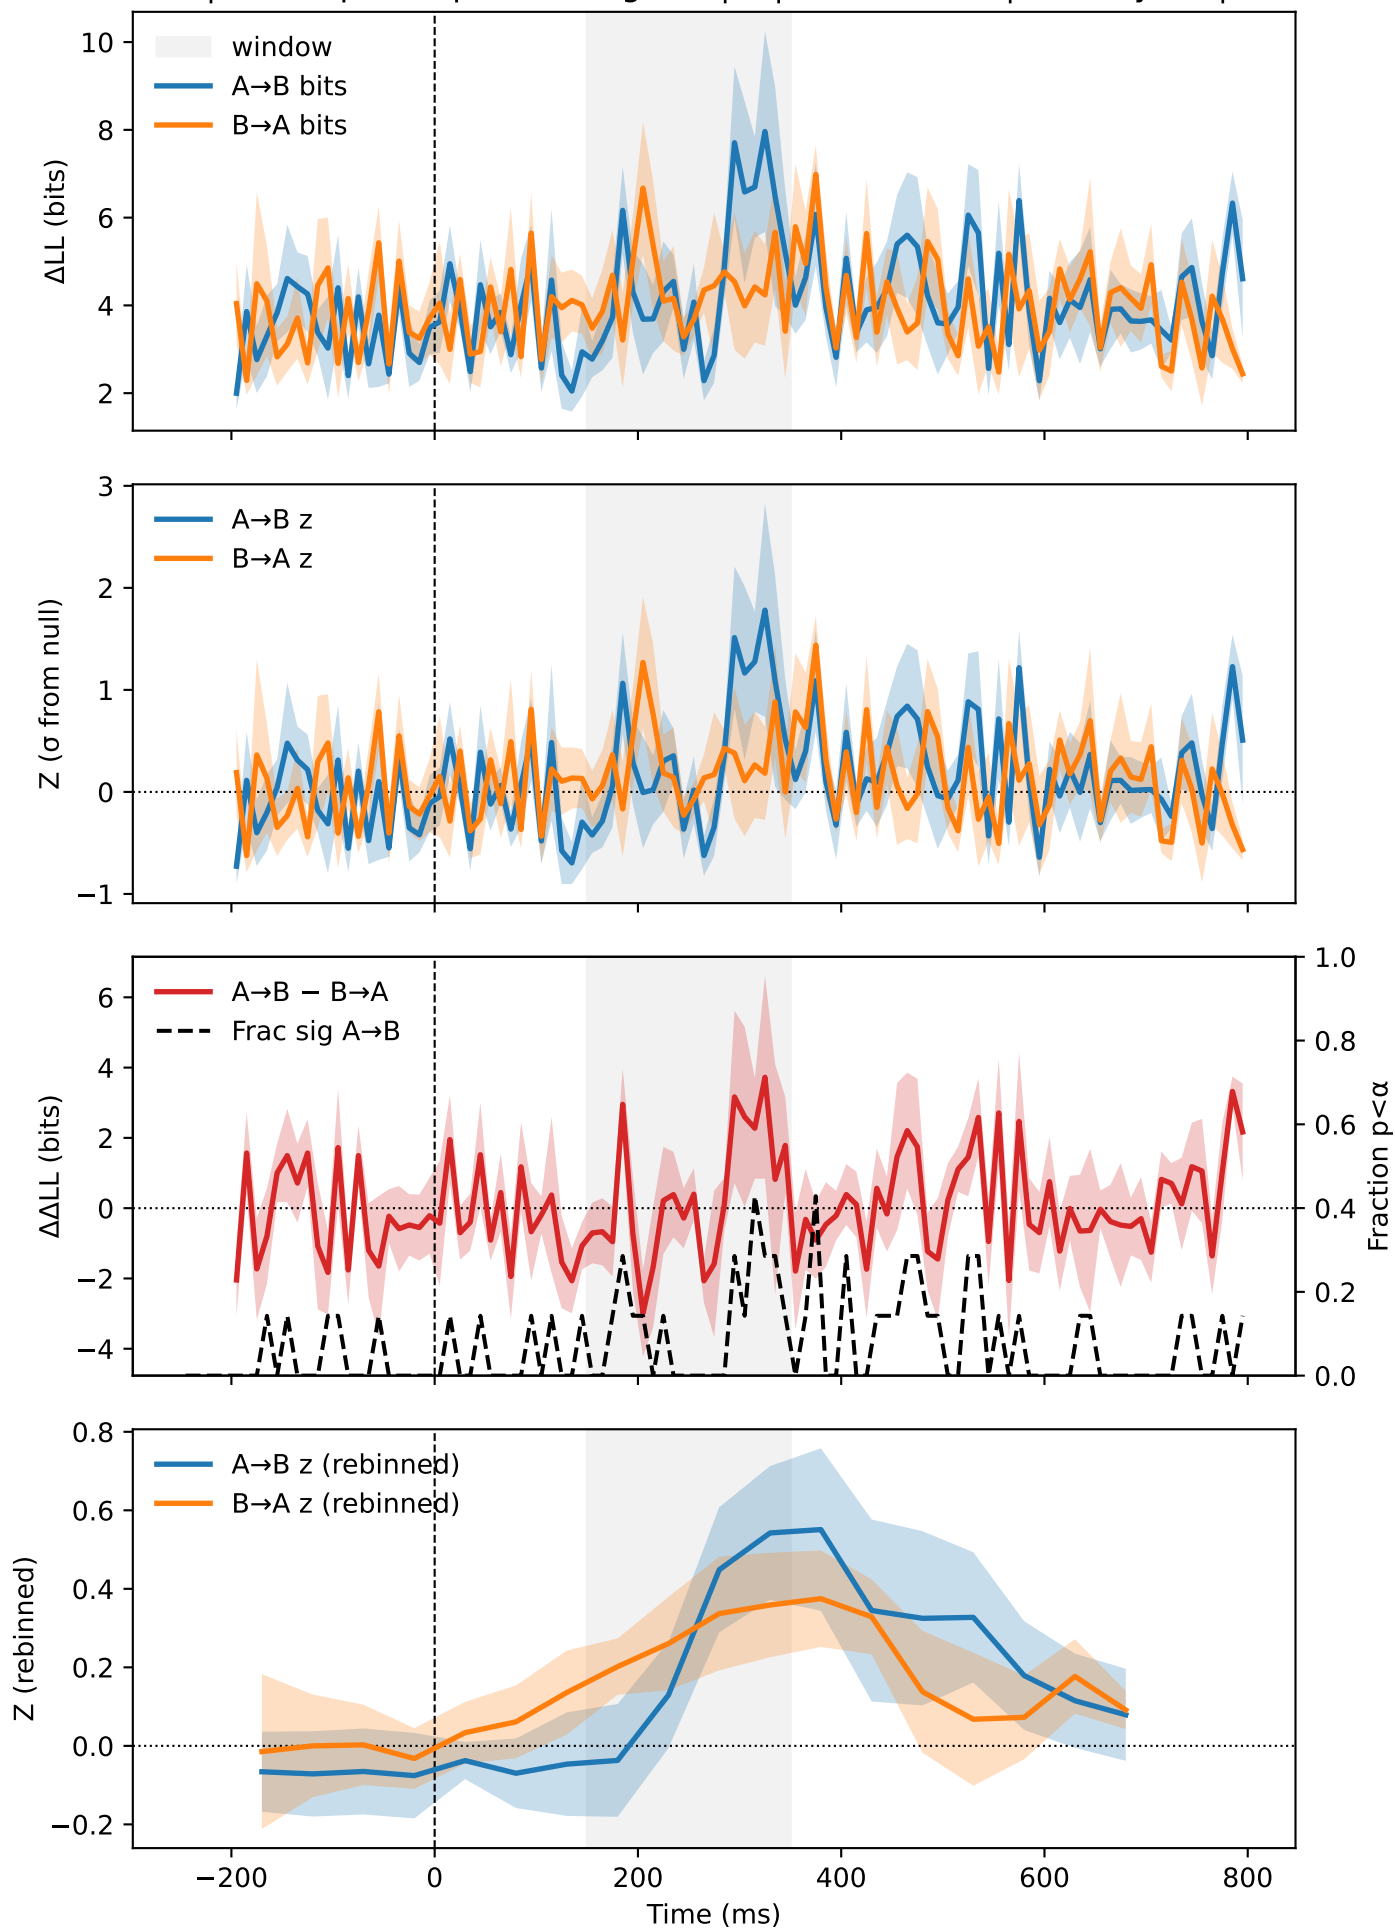 10
8
6
4
2
ΔLL (bits)
window
A→B bits
B→A bits
3
2
1
0
−1
Z (σ from null)
A→B z
B→A z
6
4
2
0
−2
−4
ΔΔLL (bits)
A→B − B→A
Frac sig A→B
1.0
0.8
0.6
0.4
0.2
0.0
Fraction p<α
0.8
0.6
0.4
0.2
0.0
−0.2
Z (rebinned)
A→B z (rebinned)
B→A z (rebinned)
−200 0 200 400 600 800
Time (ms)